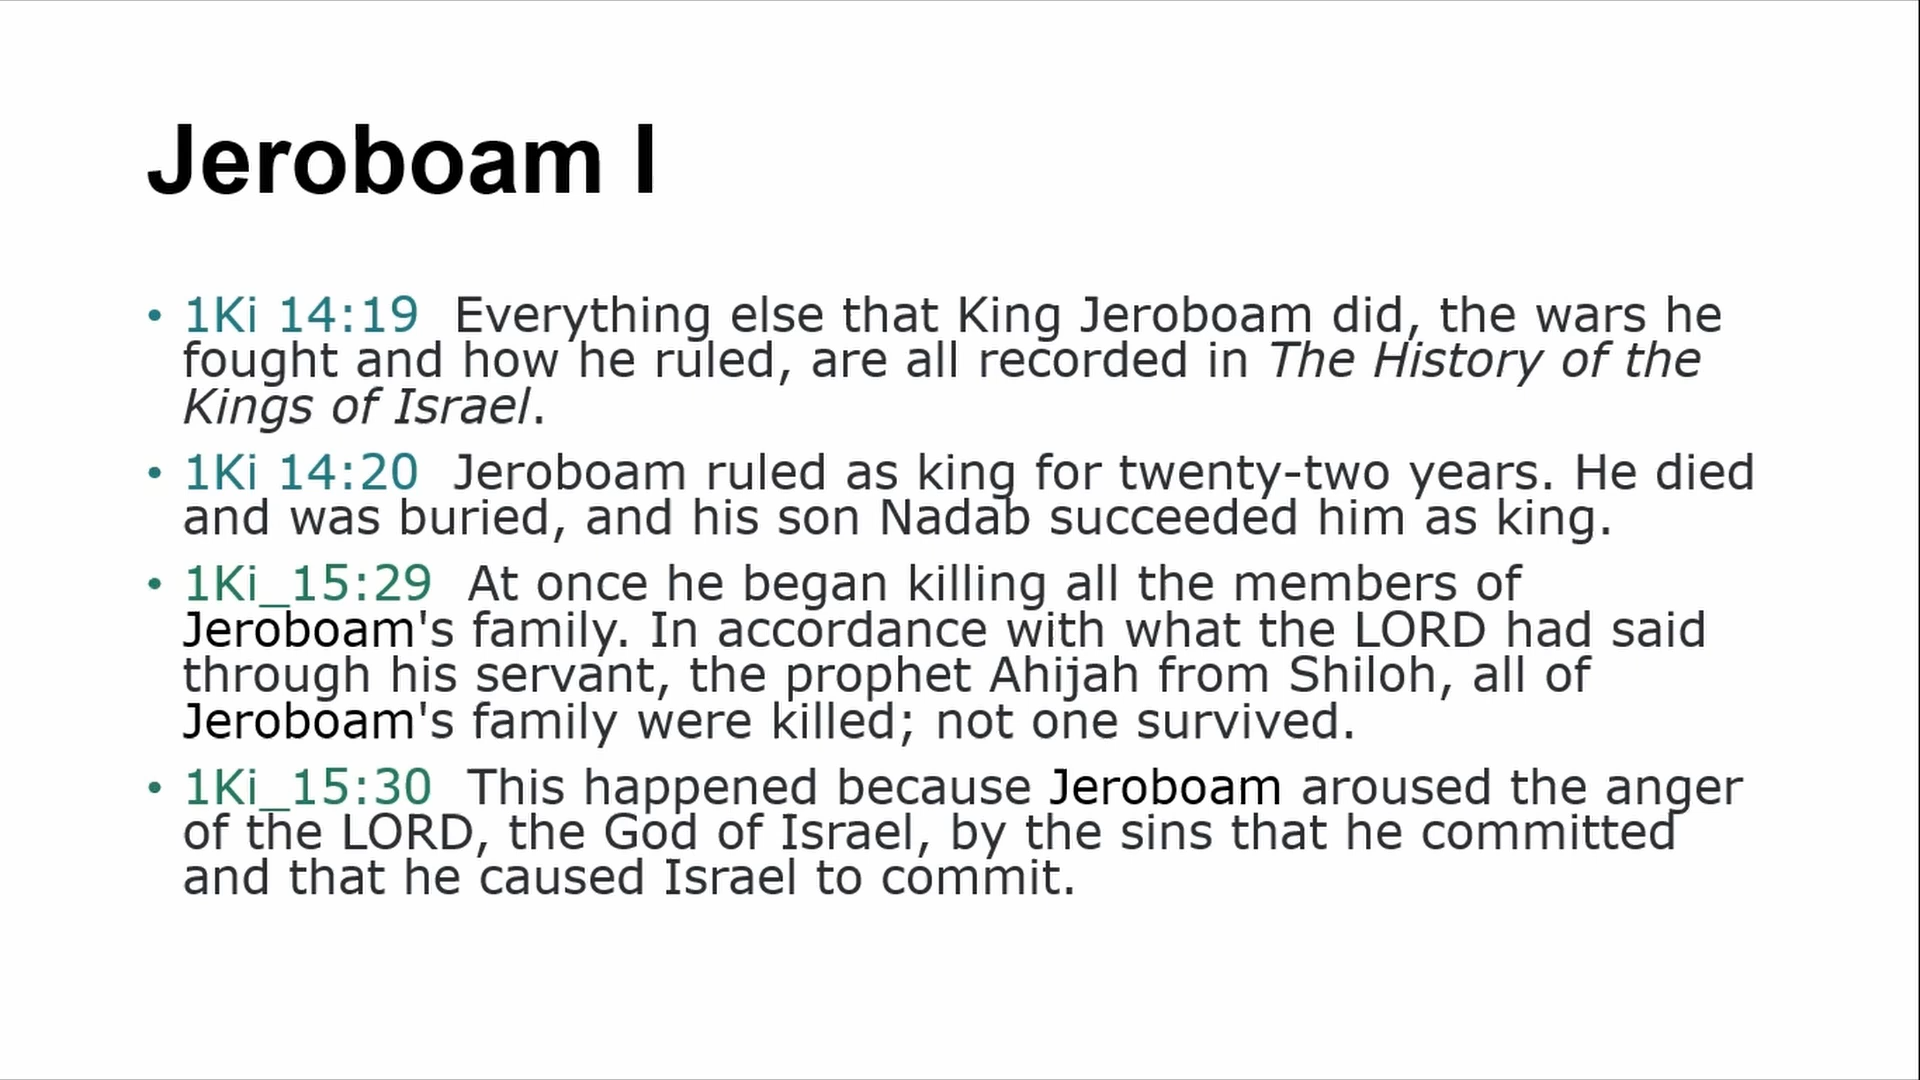 Jeroboam I
• 1Ki 14:19  Everything else that King Jeroboam did, the wars he
fought and how he ruled, are all recorded in The History of the
Kings of Israel.
• 1Ki 14:20  Jeroboam ruled as king for twenty-two years. He died
and was buried, and his son Nadab succeeded him as king.
• 1Ki_15:29  At once he began killing all the members of
Jeroboam's family. In accordance with what the LORD had said
through his servant, the prophet Ahijah from Shiloh, all of
Jeroboam's family were killed; not one survived.
• 1Ki_15:30  This happened because Jeroboam aroused the anger
of the LORD, the God of Israel, by the sins that he committed
and that he caused Israel to commit.